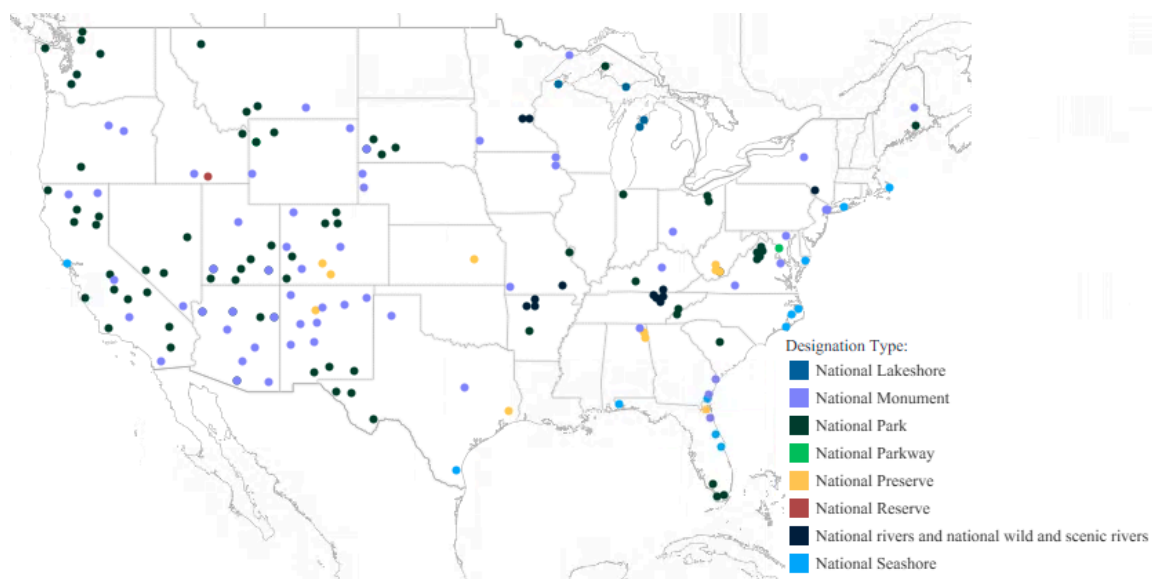 Designation Type:
National Lakeshore
National Monument
National Park
National Parkway
National Preserve
National Reserve
National rivers and national wild and scenic rivers
National Seashore